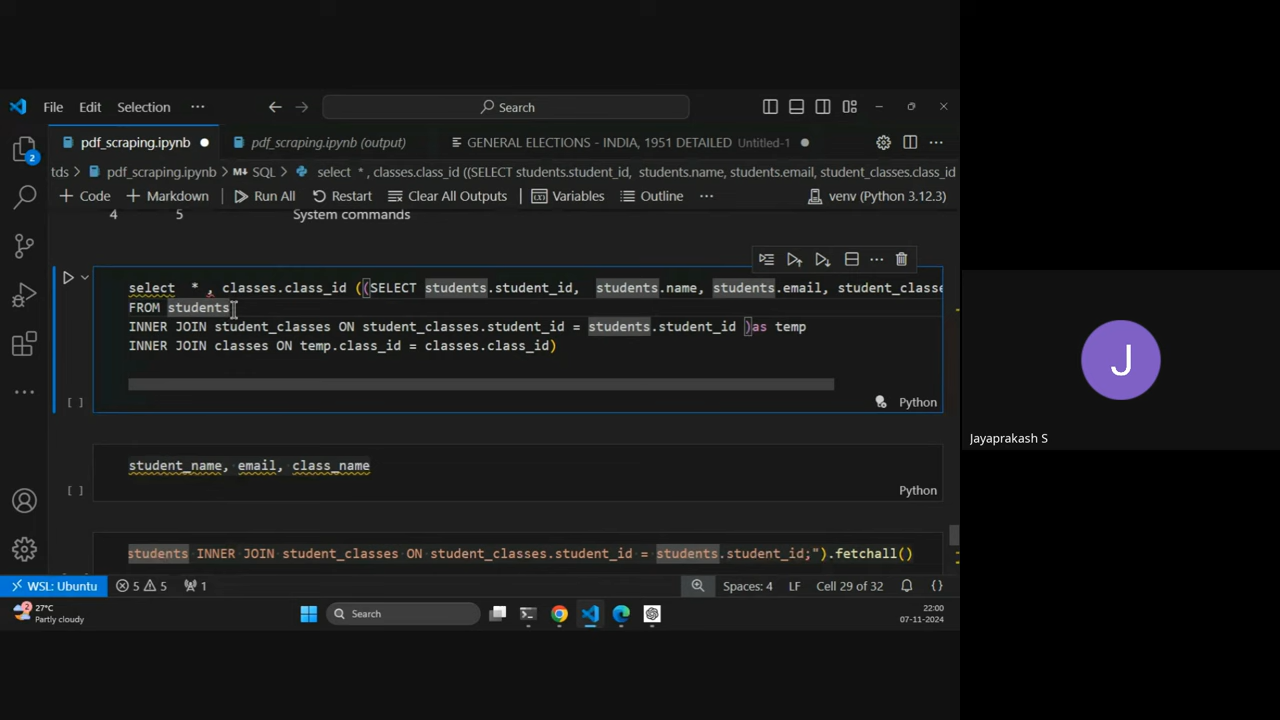 File Edit Selection ··· Search
pdf_scraping.ipynb pdf_scraping.ipynb (output) GENERAL ELECTIONS - INDIA, 1951 DETAILED Untitled-1
tds > pdf_scraping.ipynb > SQL > select * , classes.class_id ((SELECT students.student_id, students.name, students.email, student_classes.class_id
+ Code + Markdown Run All Restart Clear All Outputs Variables Outline ··· venv (Python 3.12.3)
4 5 System commands
select * , classes.class_id ((SELECT students.student_id, students.name, students.email, student_classe
FROM students
INNER JOIN student_classes ON student_classes.student_id = students.student_id )as temp
INNER JOIN classes ON temp.class_id = classes.class_id)
[ ] Python
student_name, email, class_name
[ ] Python
students INNER JOIN student_classes ON student_classes.student_id = students.student_id;").fetchall()
WSL: Ubuntu 5 5 1 Spaces: 4 LF Cell 29 of 32 {}
27°C
Partly cloudy
Search
22:00
07-11-2024
2
2
J
Jayaprakash S